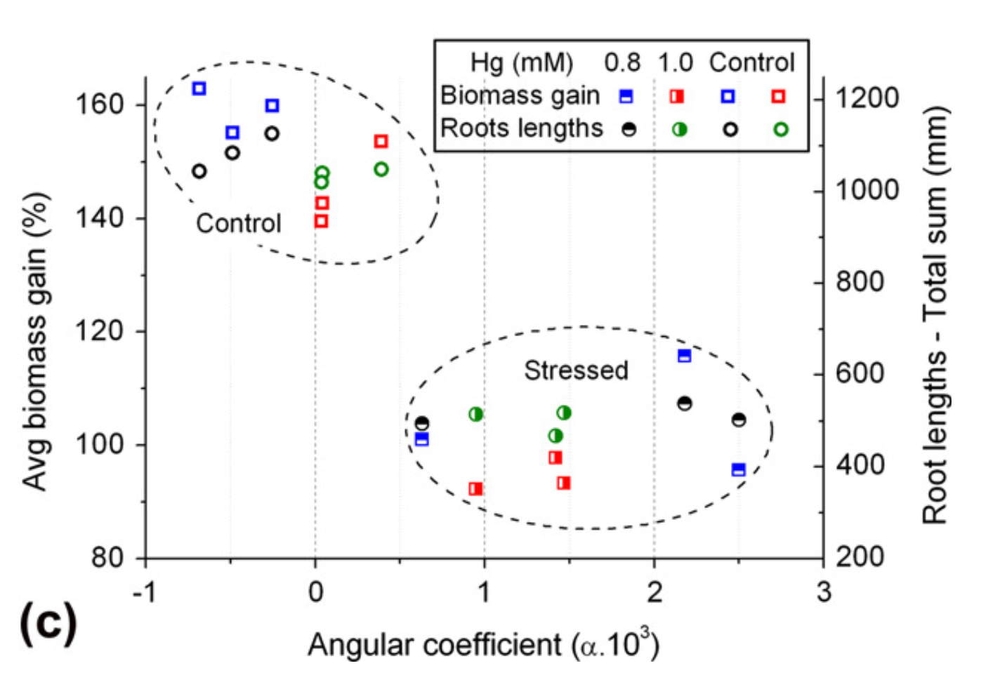 Hg (mM) 0.8 1.0 Control
Biomass gain
Roots lengths
160
140
120
100
80
Avg biomass gain (%)
1200
1000
800
600
400
200
Root lengths - Total sum (mm)
Control
Stressed
-1 0 1 2 3
Angular coefficient (α.10³)
(c)